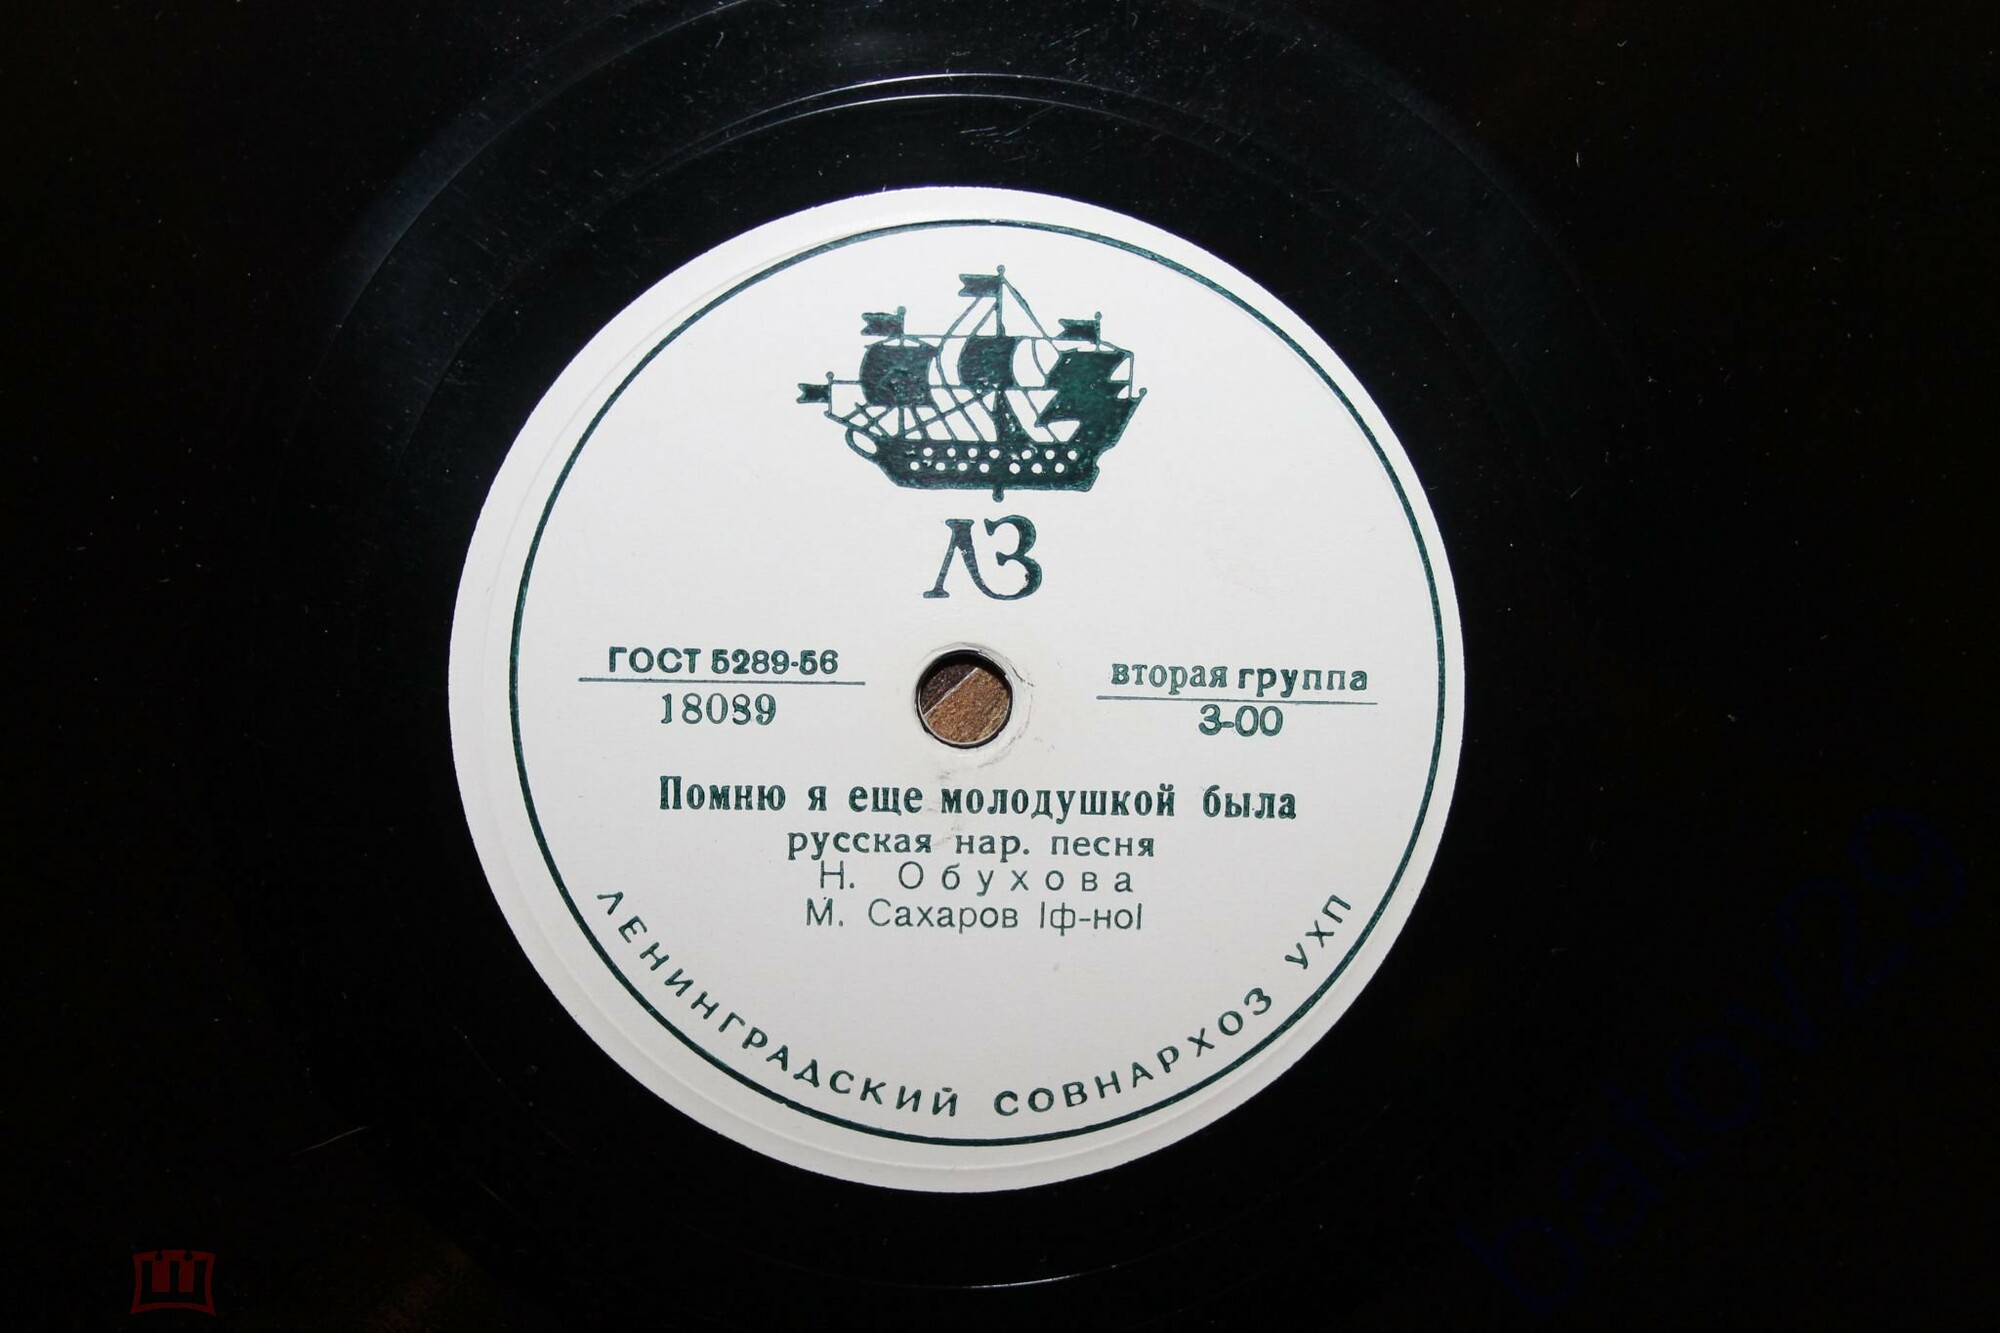 ЛЗ
ГОСТ 5289-56
18089
вторая группа
3-00
Помню я еще молодушкой была
русская нар. песня
Н. Обухова
М. Сахаров |ф-но|
ЛЕНИНГРАДСКИЙ СОВНАРХОЗ УХП
balov29